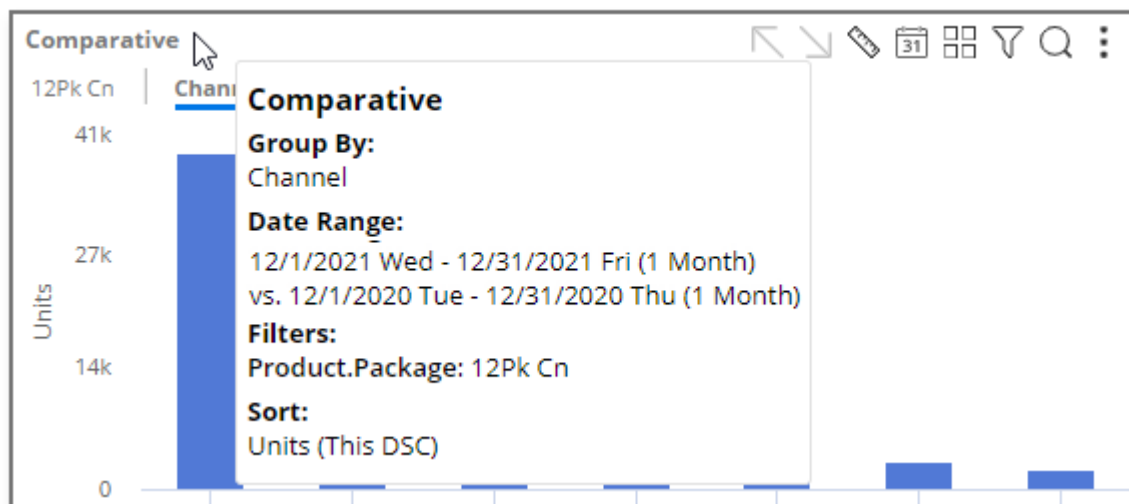 Comparative
31
12Pk Cn
Comparative
Group By:
Channel
Date Range:
12/1/2021 Wed - 12/31/2021 Fri (1 Month)
vs. 12/1/2020 Tue - 12/31/2020 Thu (1 Month)
Filters:
Product.Package: 12Pk Cn
Sort:
Units (This DSC)
41k
27k
14k
0
Units